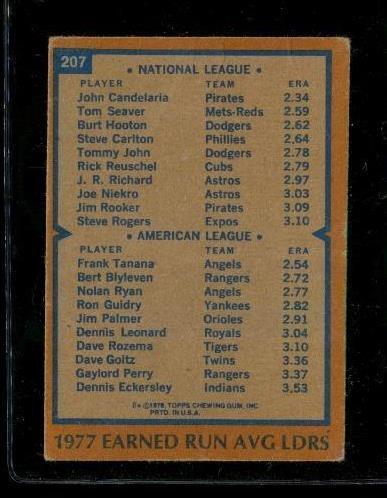 207
• NATIONAL LEAGUE •
PLAYER TEAM ERA
John Candelaria Pirates 2.34
Tom Seaver Mets-Reds 2.59
Burt Hooton Dodgers 2.62
Steve Carlton Phillies 2.64
Tommy John Dodgers 2.78
Rick Reuschel Cubs 2.79
J. R. Richard Astros 2.97
Joe Niekro Astros 3.03
Jim Rooker Pirates 3.09
Steve Rogers Expos 3.10
• AMERICAN LEAGUE •
PLAYER TEAM ERA
Frank Tanana Angels 2.54
Bert Blyleven Rangers 2.72
Nolan Ryan Angels 2.77
Ron Guidry Yankees 2.82
Jim Palmer Orioles 2.91
Dennis Leonard Royals 3.04
Dave Rozema Tigers 3.10
Dave Goltz Twins 3.36
Gaylord Perry Rangers 3.37
Dennis Eckersley Indians 3.53
©1978, TOPPS CHEWING GUM, INC.
PRTD. IN U.S.A.
1977 EARNED RUN AVG LDRS